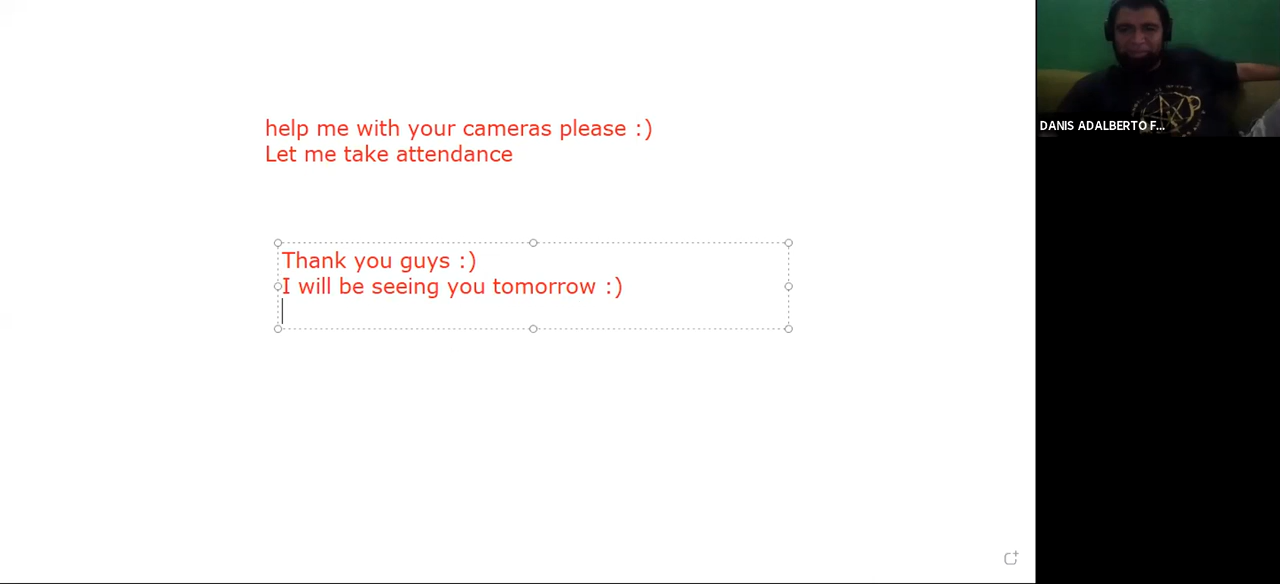 help me with your cameras please :)
Let me take attendance
Thank you guys :)
I will be seeing you tomorrow :)
DANIS ADALBERTO F...